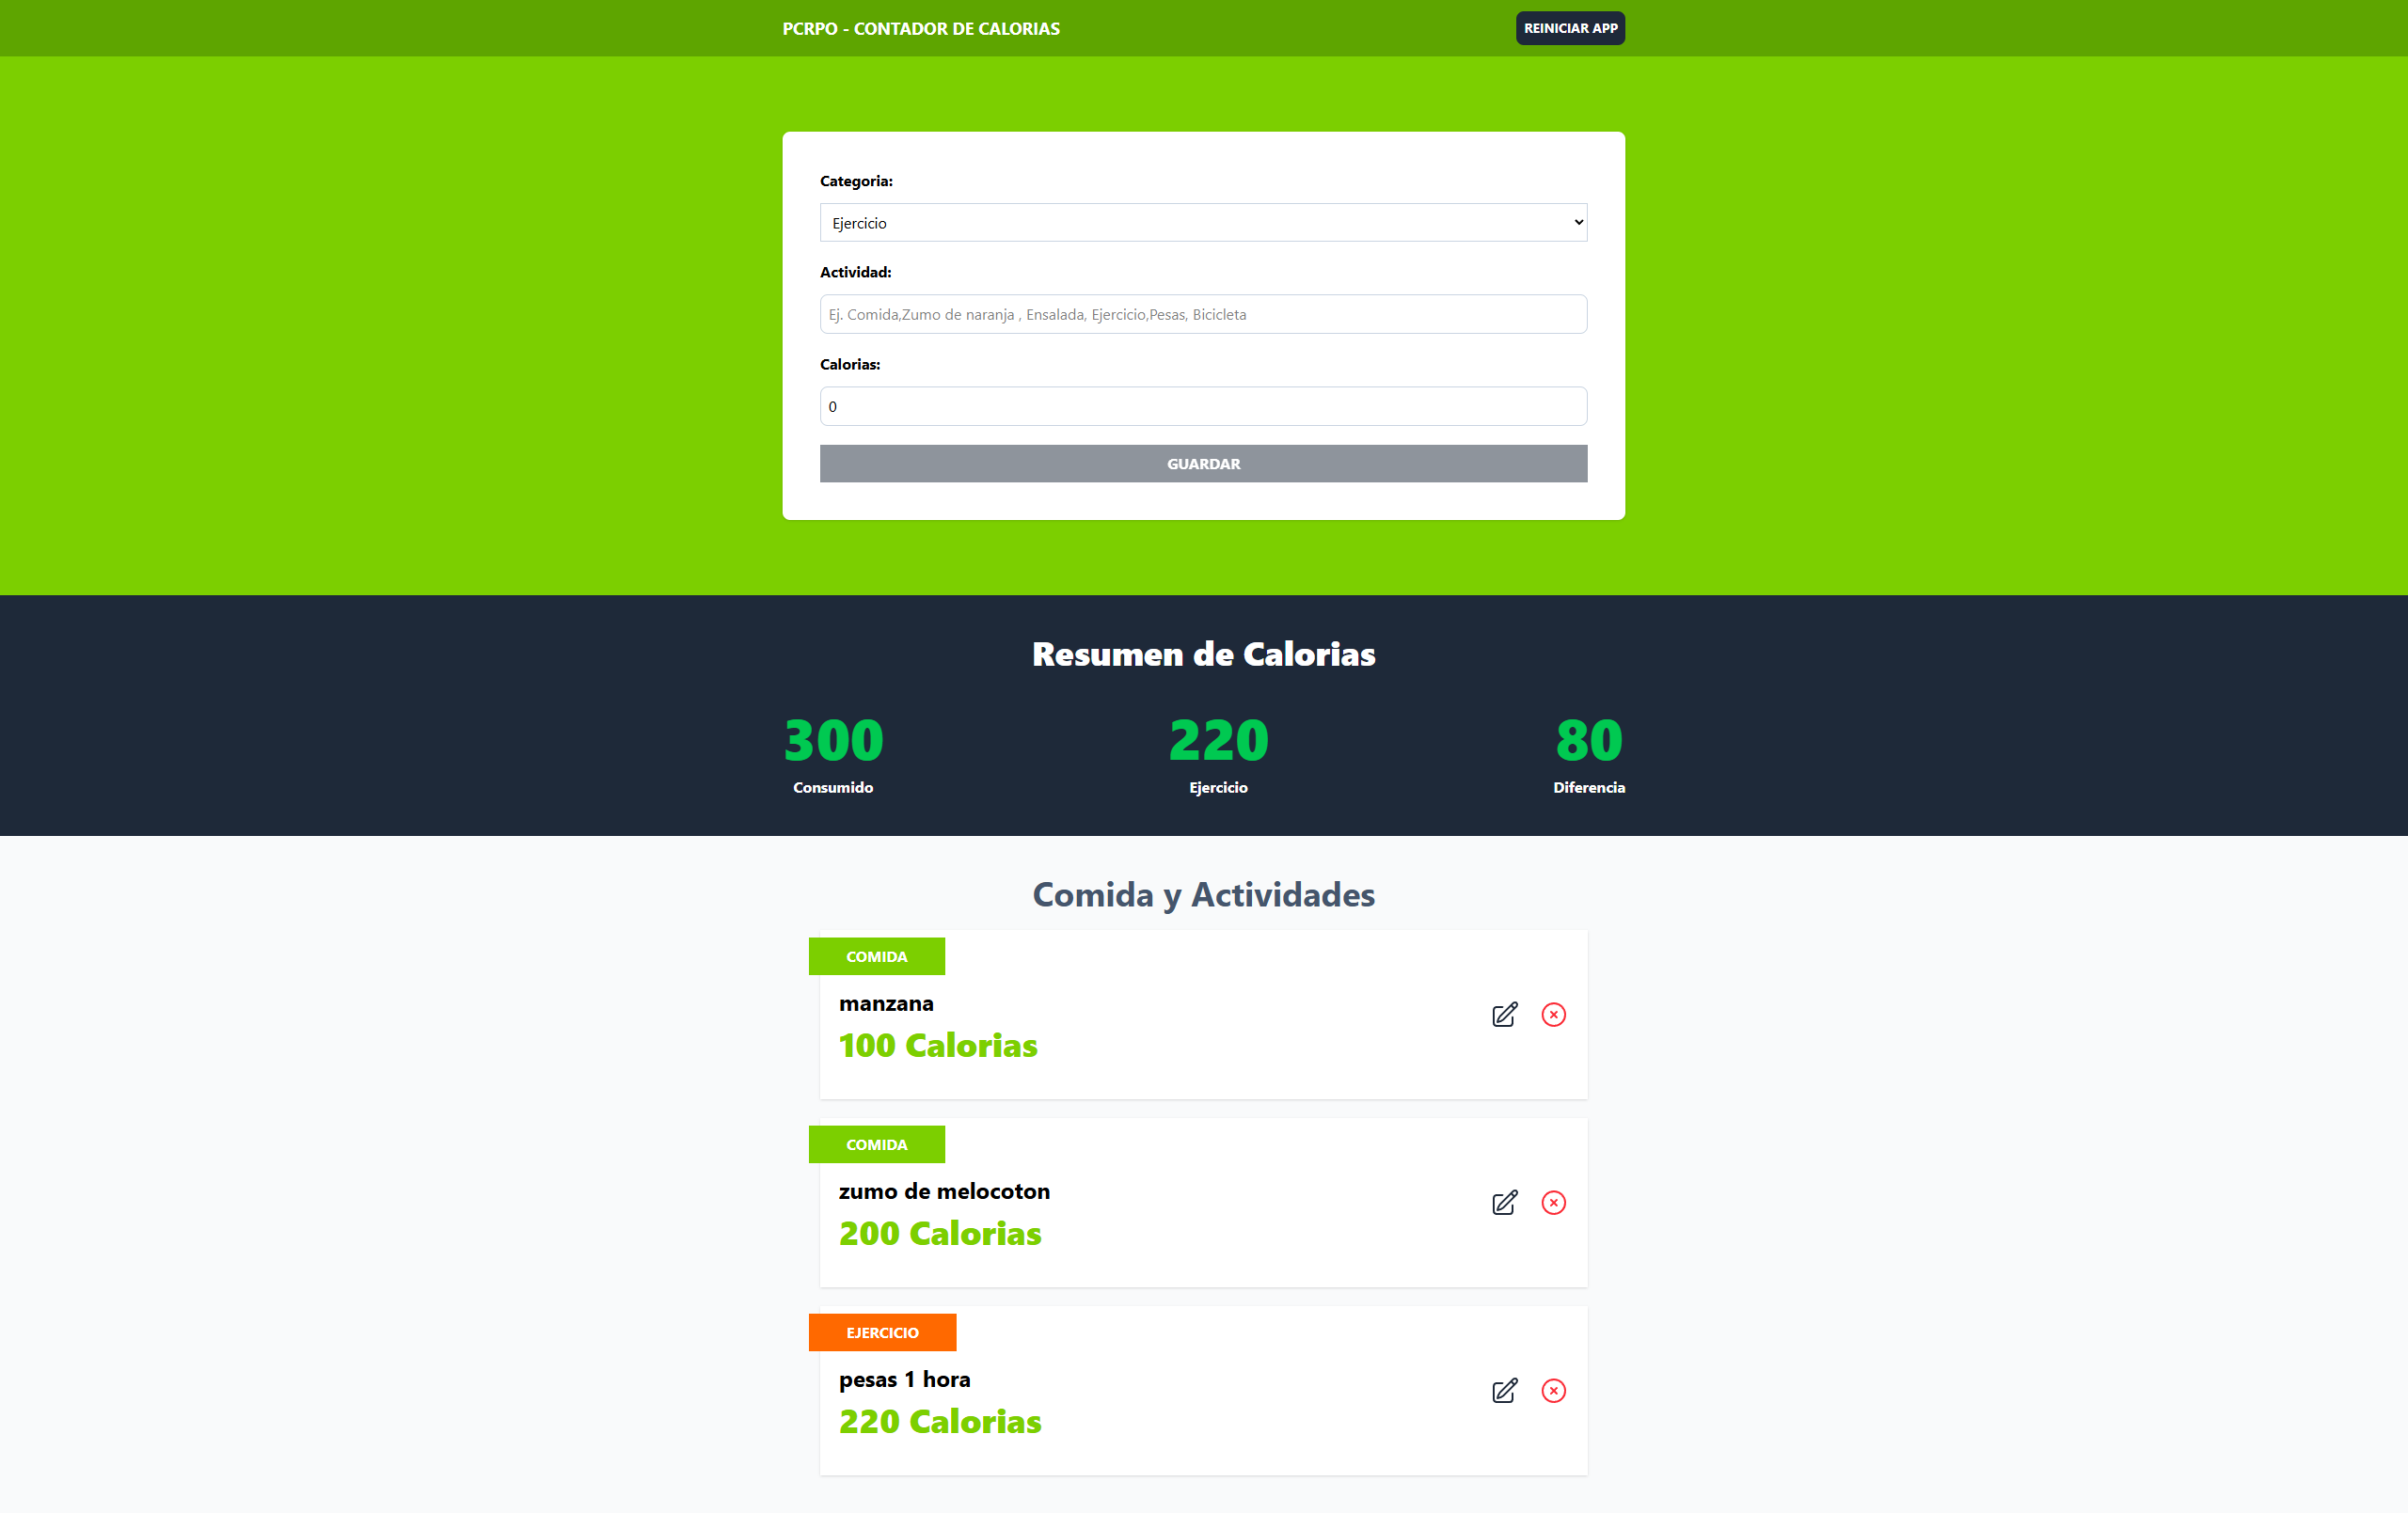 PCRPO - CONTADOR DE CALORIAS
REINICIAR APP
Categoria:
Ejercicio
Actividad:
Ej. Comida,Zumo de naranja , Ensalada, Ejercicio,Pesas, Bicicleta
Calorias:
0
GUARDAR
Resumen de Calorias
300 220 80
Consumido Ejercicio Diferencia
Comida y Actividades
COMIDA
manzana
100 Calorias
COMIDA
zumo de melocoton
200 Calorias
EJERCICIO
pesas 1 hora
220 Calorias